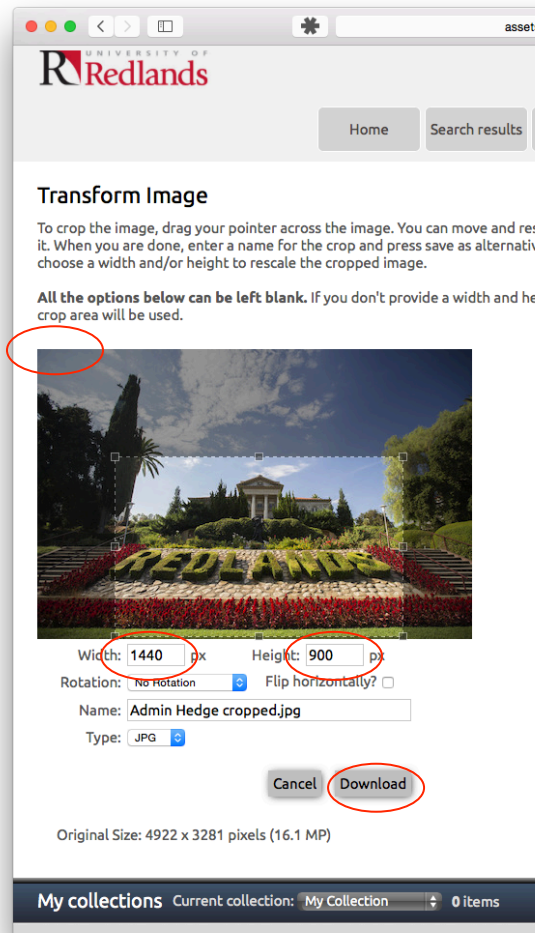 asset
UNIVERSITY OF
R Redlands
Home Search results
Transform Image
To crop the image, drag your pointer across the image. You can move and res
it. When you are done, enter a name for the crop and press save as alternativ
choose a width and/or height to rescale the cropped image.
All the options below can be left blank. If you don't provide a width and he
crop area will be used.
REDLANDS
Width: 1440 px Height: 900 px
Rotation: No Rotation Flip horizontally?
Name: Admin Hedge cropped.jpg
Type: JPG
Cancel Download
Original Size: 4922 x 3281 pixels (16.1 MP)
My collections Current collection: My Collection 0 items